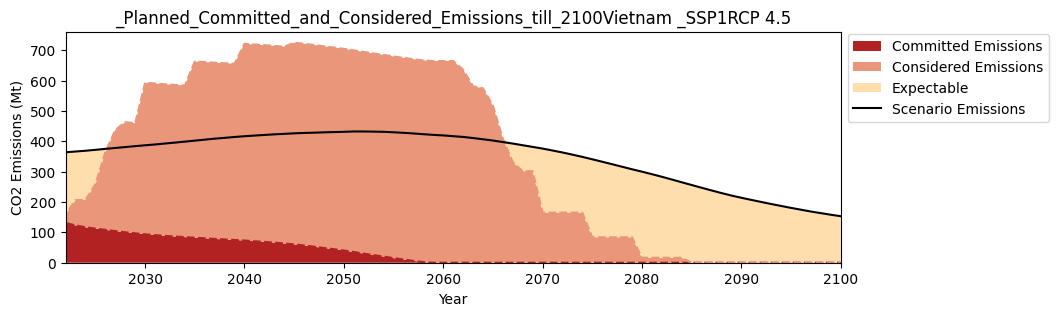 _Planned_Committed_and_Considered_Emissions_till_2100Vietnam _SSP1RCP 4.5
700
600
500
400
300
200
100
0
CO2 Emissions (Mt)
2030 2040 2050 2060 2070 2080 2090 2100
Year
Committed Emissions
Considered Emissions
Expectable
Scenario Emissions